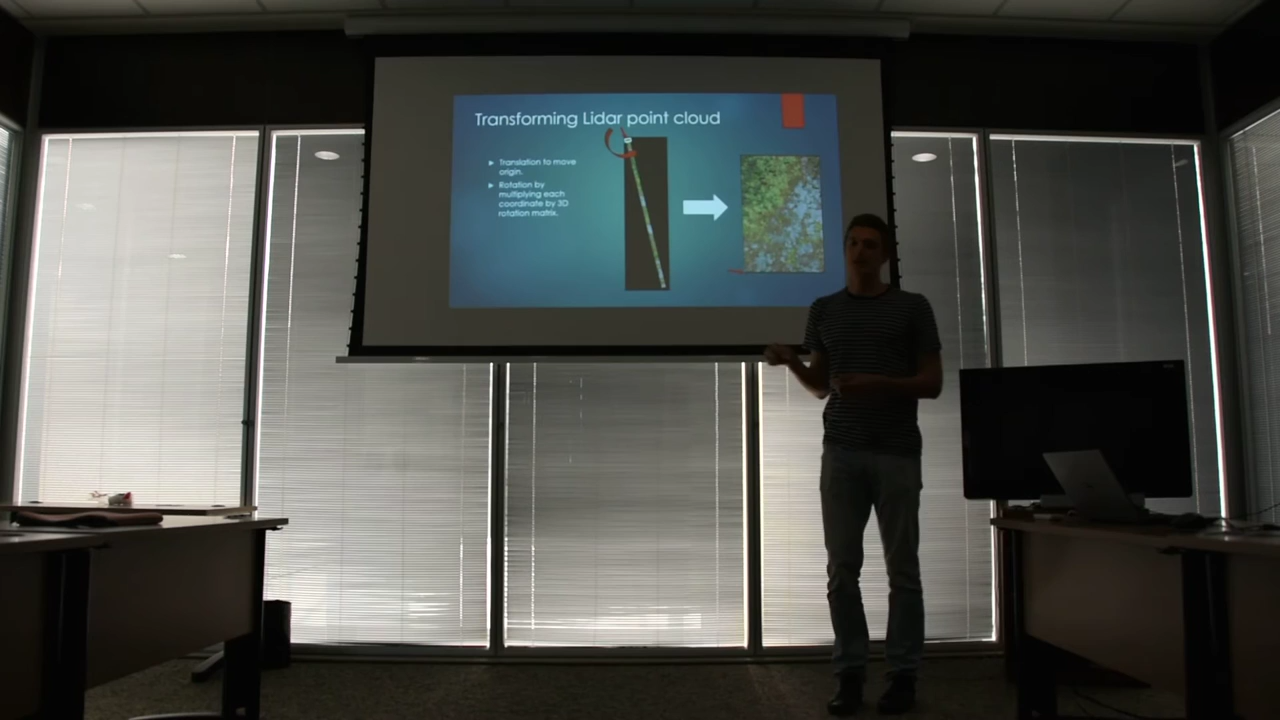 Transforming Lidar point cloud
Translation to move
origin.
Rotation by
multiplying each
coordinate by 3D
rotation matrix.